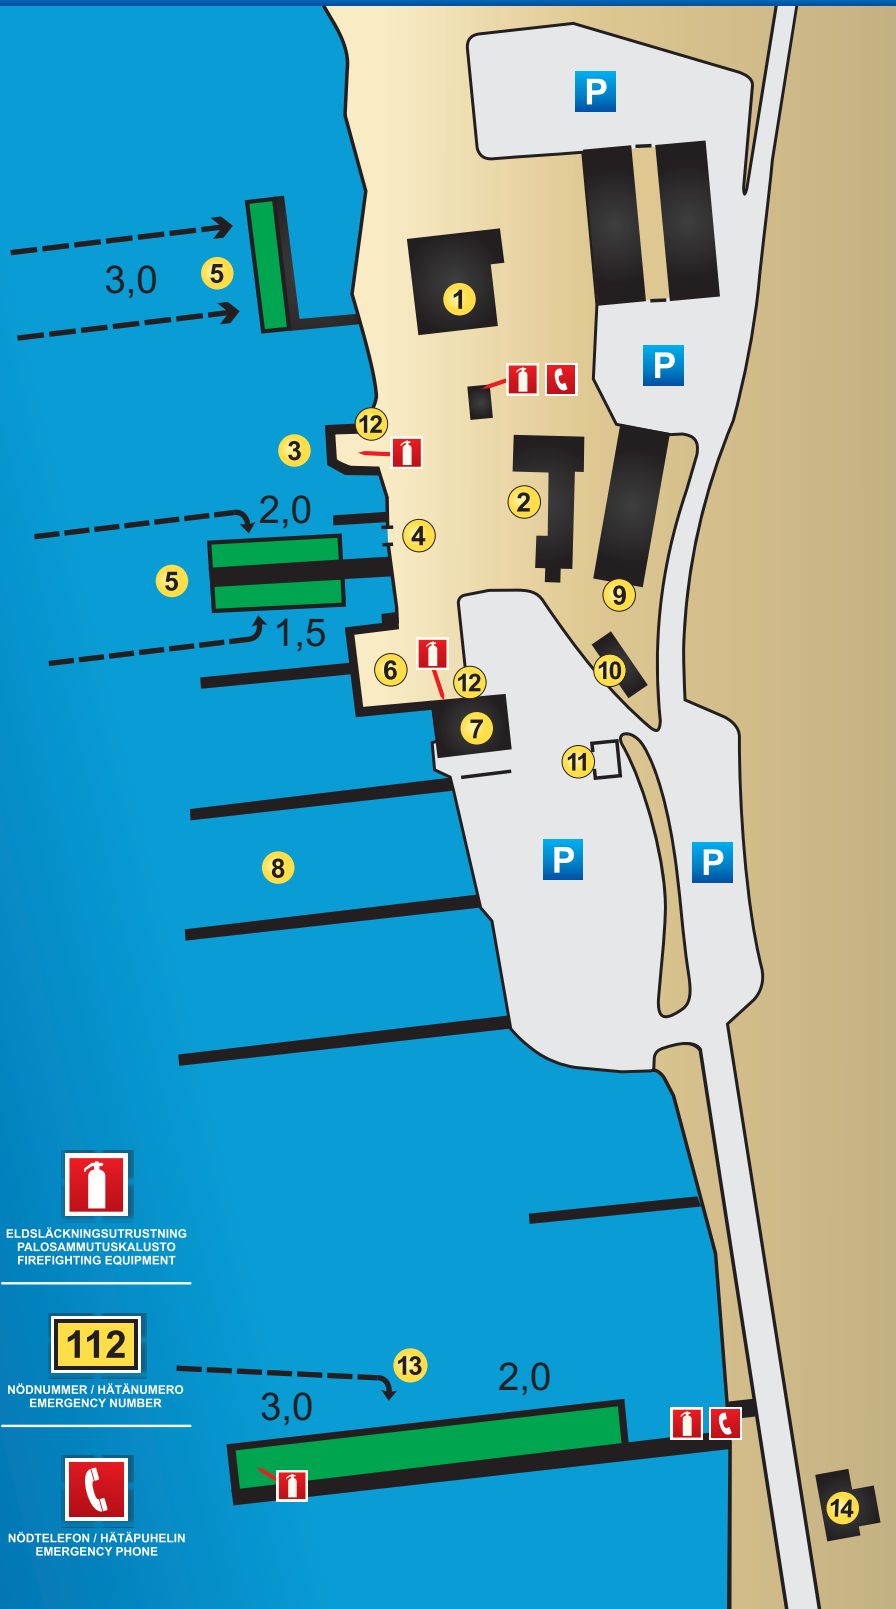 P
3,0
5
1
P
12
3
2,0
2
4
5
9
1,5
6
10
12
7
11
8
P
P
ELDSLÄCKNINGSUTRUSTNING
PALOSAMMUTUSKALUSTO
FIREFIGHTING EQUIPMENT
112
NÖDNUMMER / HÄTÄNUMERO
EMERGENCY NUMBER
13
2,0
3,0
14
NÖDTELEFON / HÄTÄPUHELIN
EMERGENCY PHONE